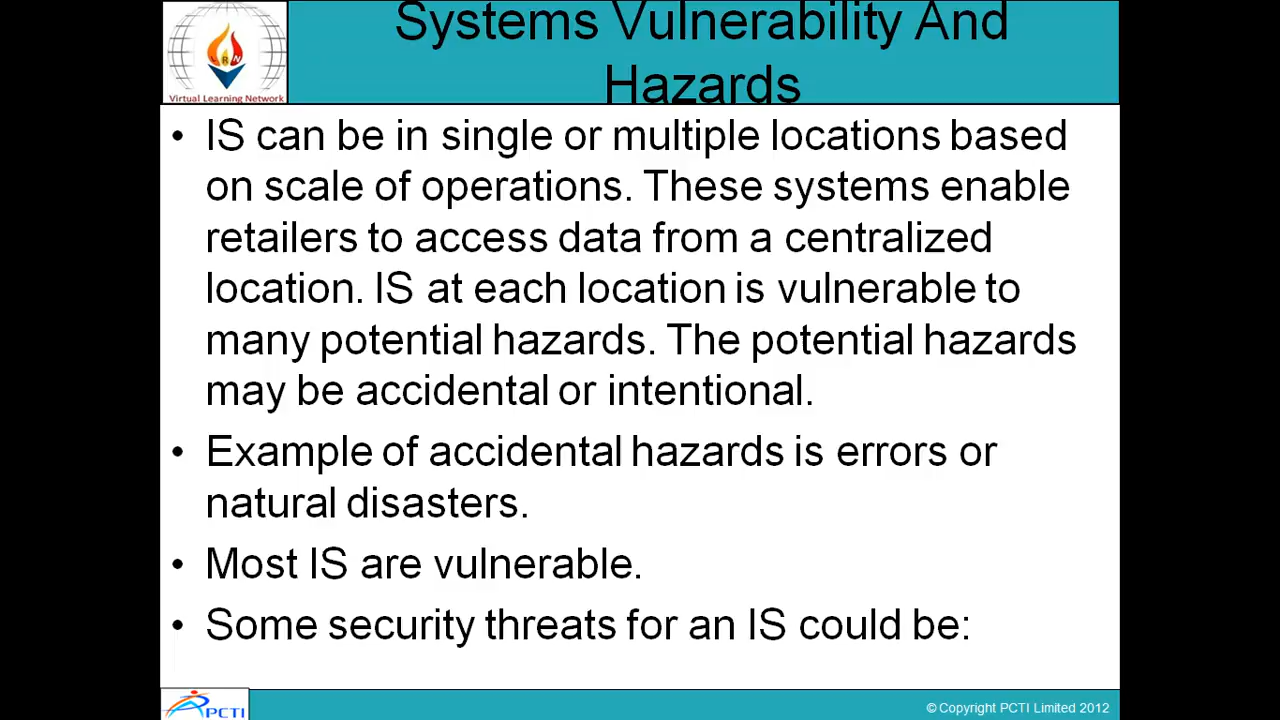 Systems Vulnerability And
Hazards
LRN
Virtual Learning Network
• IS can be in single or multiple locations based
on scale of operations. These systems enable
retailers to access data from a centralized
location. IS at each location is vulnerable to
many potential hazards. The potential hazards
may be accidental or intentional.
• Example of accidental hazards is errors or
natural disasters.
• Most IS are vulnerable.
• Some security threats for an IS could be:
PCTI
© Copyright PCTI Limited 2012